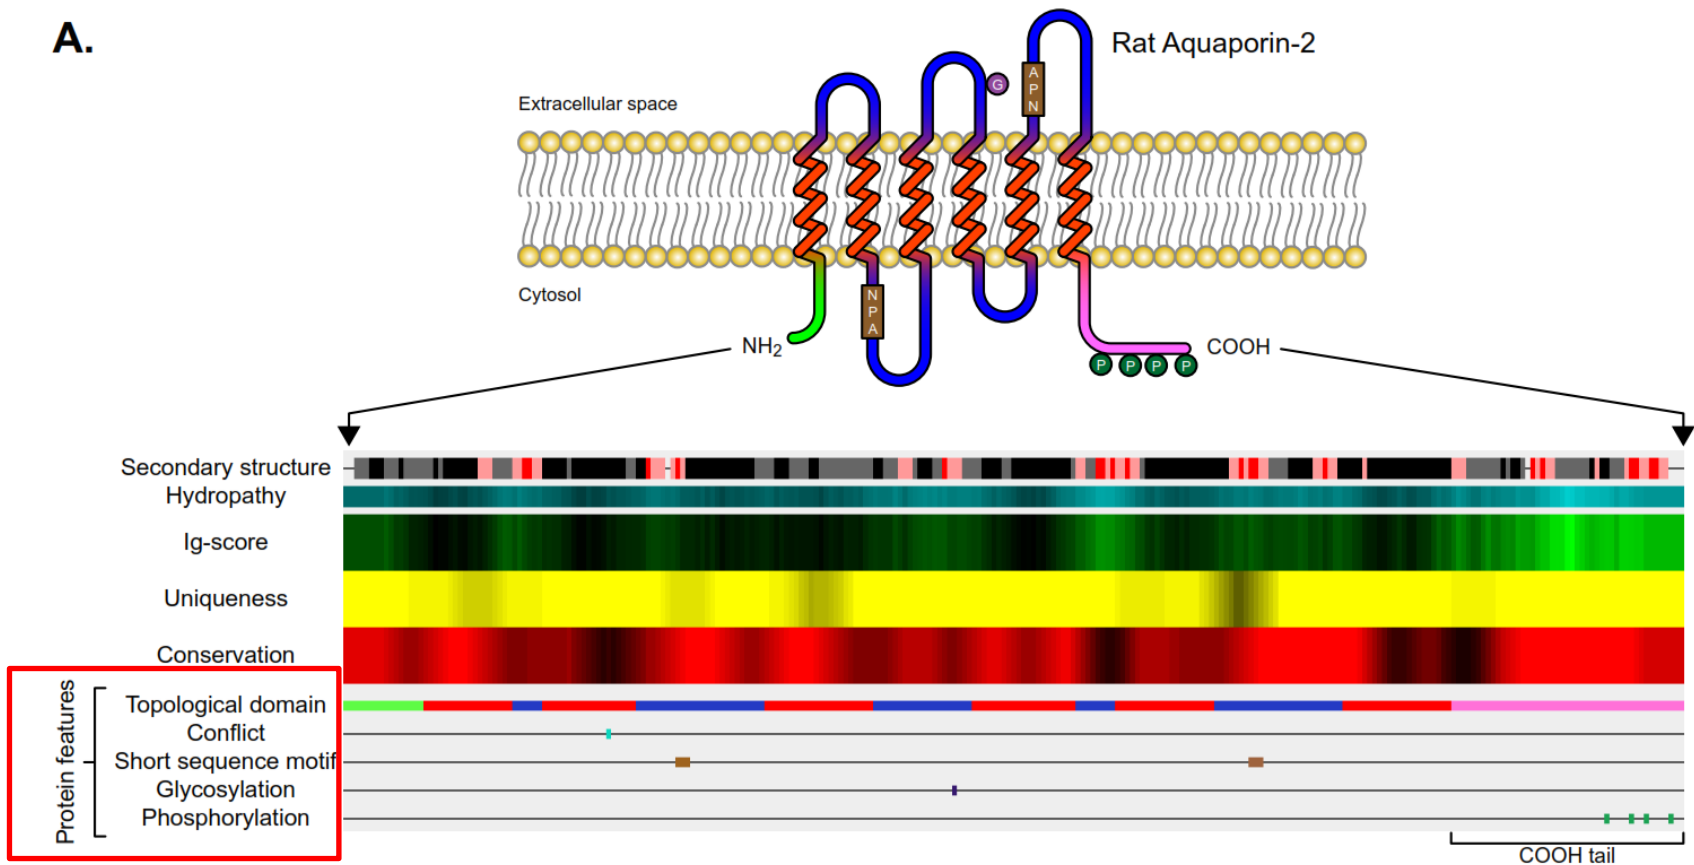 A.
Rat Aquaporin-2
Extracellular space
G
A
P
N
Cytosol
N
P
A
NH2
COOH
P P P P
Secondary structure
Hydropathy
Ig-score
Uniqueness
Conservation
Protein features
Topological domain
Conflict
Short sequence motif
Glycosylation
Phosphorylation
COOH tail